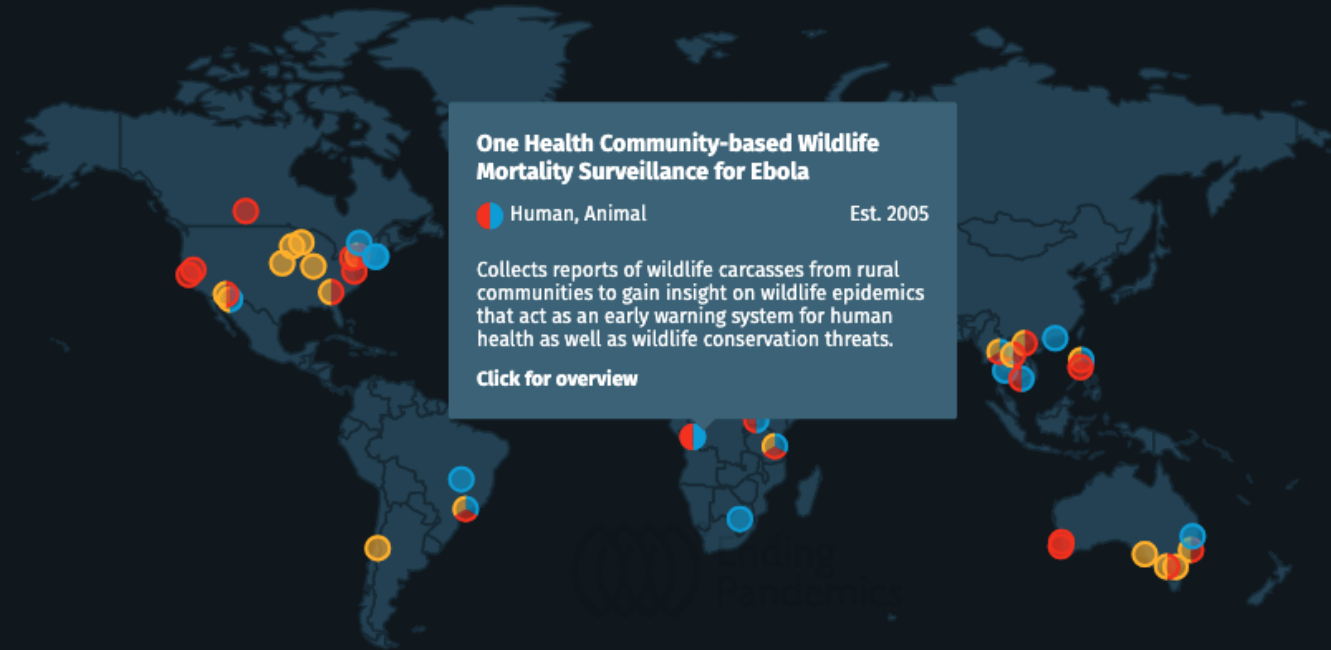 One Health Community-based Wildlife
Mortality Surveillance for Ebola
Human, Animal
Est. 2005
Collects reports of wildlife carcasses from rural
communities to gain insight on wildlife epidemics
that act as an early warning system for human
health as well as wildlife conservation threats.
Click for overview
Ending
Pandemics